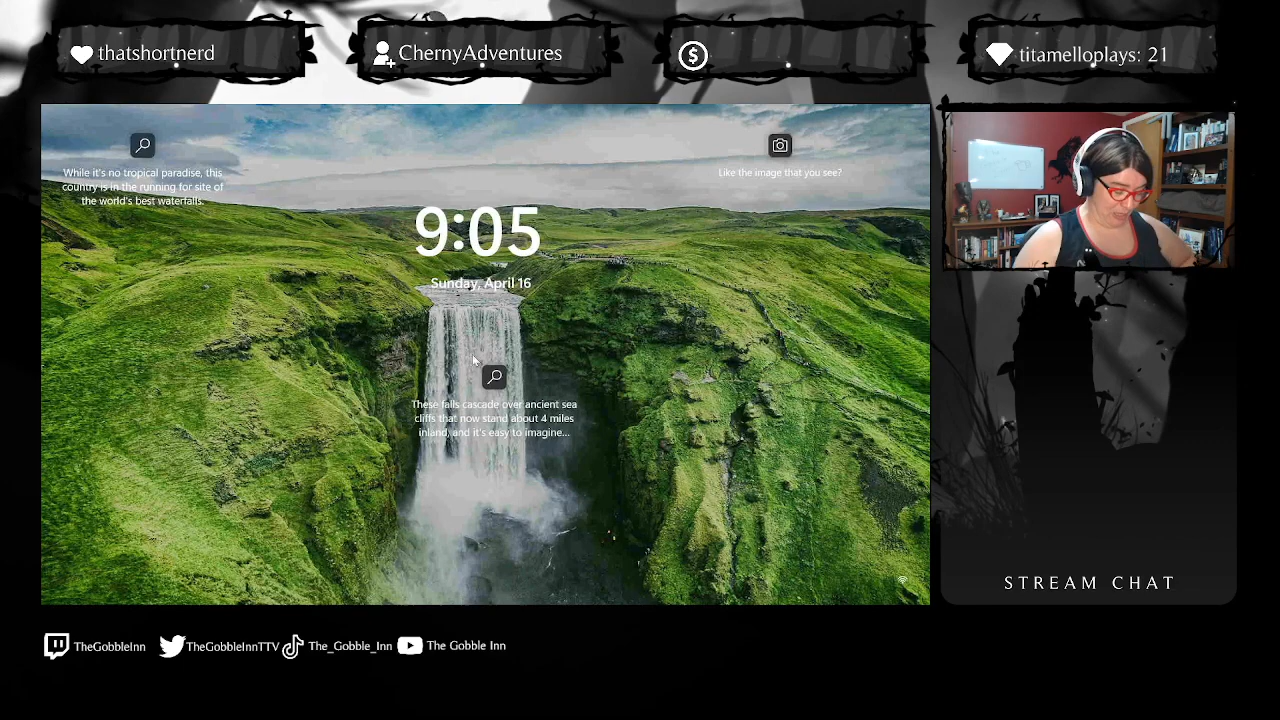 thatshortnerd
ChernyAdventures
titamelloplays: 21
While it's no tropical paradise, this
country is in the running for site of
the world's best waterfalls.
Like the image that you see?
9:05
Sunday, April 16
These falls cascade over ancient sea
cliffs that now stand about 4 miles
inland, and it's easy to imagine...
STREAM CHAT
TheGobbleInn
TheGobbleInnTTV
The_Gobble_Inn
The Gobble Inn